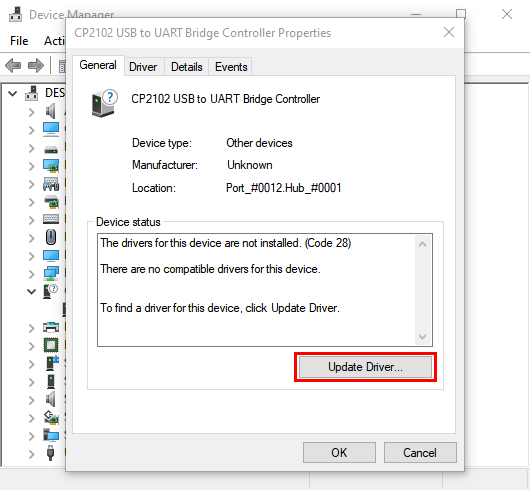 Device Manager
CP2102 USB to UART Bridge Controller Properties
File
General
Driver
Details
Events
CP2102 USB to UART Bridge Controller
Device type:
Other devices
Manufacturer:
Unknown
Location:
Port_#0012.Hub_#0001
Device status
The drivers for this device are not installed. (Code 28)
There are no compatible drivers for this device.
To find a driver for this device, click Update Driver.
Update Driver...
OK
Cancel